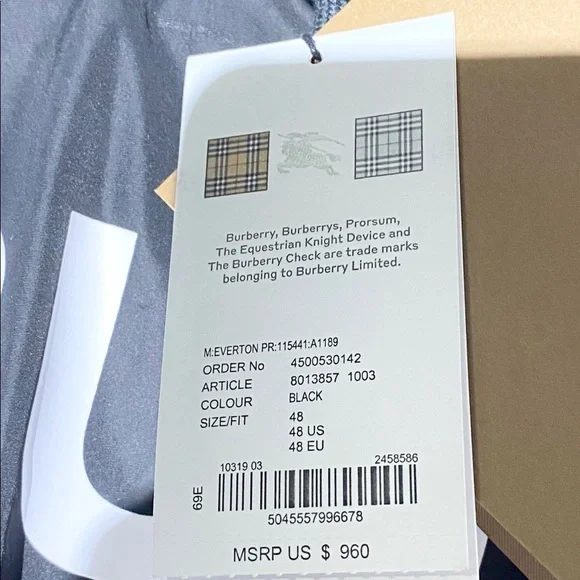 Burberry, Burberrys, Prorsum,
The Equestrian Knight Device and
The Burberry Check are trade marks
belonging to Burberry Limited.
M:EVERTON PR:115441:A1189
ORDER No 4500530142
ARTICLE 8013857 1003
COLOUR BLACK
SIZE/FIT 48
48 US
48 EU
10319 03 2458586
69E
5045557996678
MSRP US $ 960